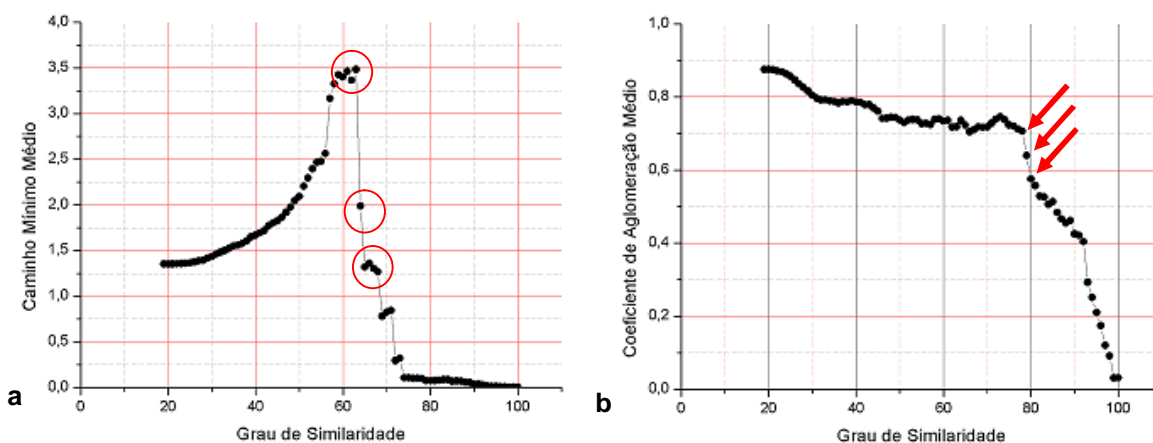 4,0
3,5
3,0
2,5
2,0
1,5
1,0
0,5
0,0
Caminho Mínimo Médio
0 20 40 60 80 100
Grau de Similaridade
a
1,0
0,8
0,6
0,4
0,2
0,0
Coeficiente de Aglomeração Médio
0 20 40 60 80 100
Grau de Similaridade
b